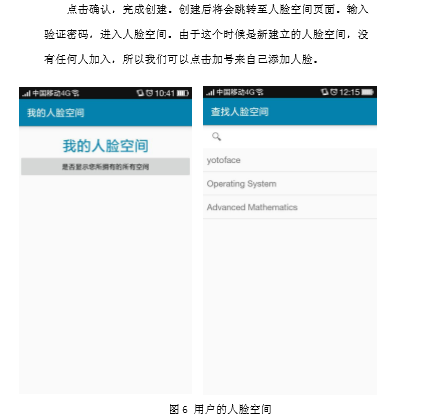 点击确认，完成创建。创建后将会跳转至人脸空间页面。输入
验证密码，进入人脸空间。由于这个时候是新建立的人脸空间，没
有任何人加入，所以我们可以点击加号来自己添加人脸。
中国移动4G 10:41
我的人脸空间
我的人脸空间
是否显示您所拥有的所有空间
中国移动4G 12:15
查找人脸空间
yotoface
Operating System
Advanced Mathematics
图 6 用户的人脸空间